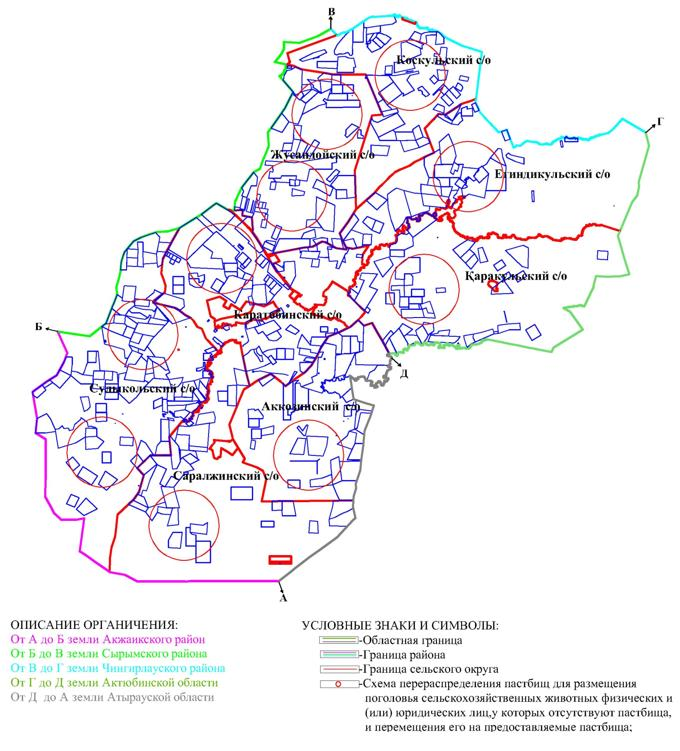 В
Коскульский с/о
Г
Жусандойский с/о
Егиндикульский с/о
Каракульский с/о
Каратобинский с/о
Б
Д
Сулыкольский с/о
Аккозинский с/о
Саралжинский с/о
А
ОПИСАНИЕ ОРГАНИЧЕНИЯ:
От А до Б земли Акжаикского район
От Б до В земли Сырымского района
От В до Г земли Чингирлауского района
От Г до Д земли Актюбинской области
От Д до А земли Атырауской области
УСЛОВНЫЕ ЗНАКИ И СИМВОЛЫ:
-Областная граница
-Граница района
-Граница сельского округа
-Схема перераспределения пастбищ для размещения
поголовья сельскохозяйственных животных физических и
(или) юридических лиц,у которых отсутствуют пастбища,
и перемещения его на предоставляемые пастбища;